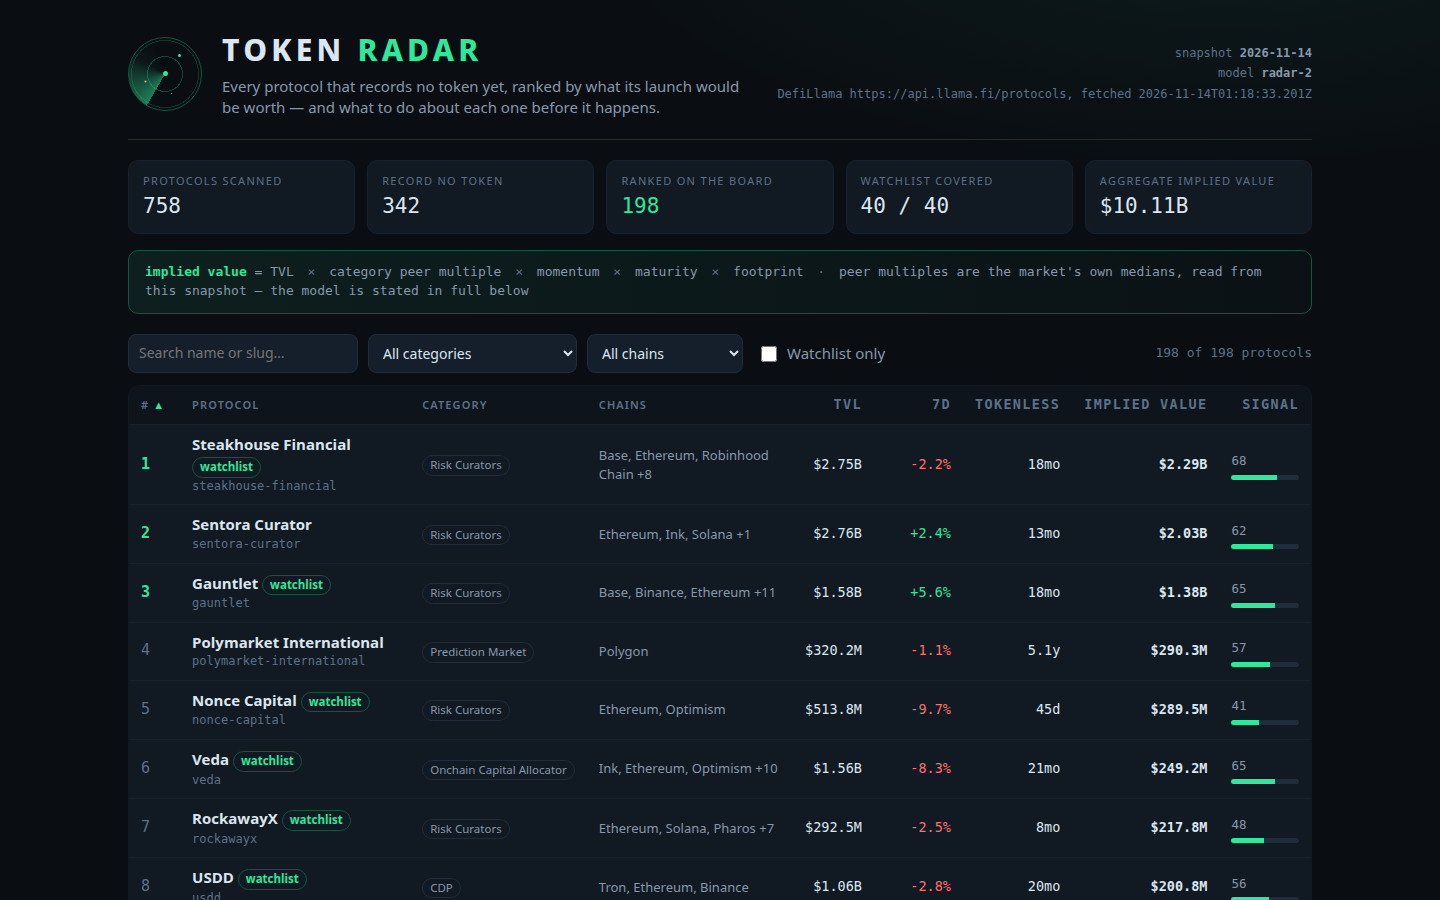 TOKEN RADAR
Every protocol that records no token yet, ranked by what its launch would
be worth — and what to do about each one before it happens.
snapshot 2026-11-14
model radar-2
DefiLlama https://api.llama.fi/protocols, fetched 2026-11-14T01:18:33.201Z
PROTOCOLS SCANNED
758
RECORD NO TOKEN
342
RANKED ON THE BOARD
198
WATCHLIST COVERED
40 / 40
AGGREGATE IMPLIED VALUE
$10.11B
implied value = TVL × category peer multiple × momentum × maturity × footprint · peer multiples are the market's own medians, read from
this snapshot — the model is stated in full below
Search name or slug...
All categories
All chains
Watchlist only
198 of 198 protocols
# ▲ PROTOCOL CATEGORY CHAINS TVL 7D TOKENLESS IMPLIED VALUE SIGNAL
1 Steakhouse Financial watchlist steakhouse-financial Risk Curators Base, Ethereum, Robinhood Chain +8 $2.75B -2.2% 18mo $2.29B 68
2 Sentora Curator sentora-curator Risk Curators Ethereum, Ink, Solana +1 $2.76B +2.4% 13mo $2.03B 62
3 Gauntlet watchlist gauntlet Risk Curators Base, Binance, Ethereum +11 $1.58B +5.6% 18mo $1.38B 65
4 Polymarket International polymarket-international Prediction Market Polygon $320.2M -1.1% 5.1y $290.3M 57
5 Nonce Capital watchlist nonce-capital Risk Curators Ethereum, Optimism $513.8M -9.7% 45d $289.5M 41
6 Veda watchlist veda Onchain Capital Allocator Ink, Ethereum, Optimism +10 $1.56B -8.3% 21mo $249.2M 65
7 RockawayX watchlist rockawayx Risk Curators Ethereum, Solana, Pharos +7 $292.5M -2.5% 8mo $217.8M 48
8 USDD watchlist usdd CDP Tron, Ethereum, Binance $1.06B -2.8% 20mo $200.8M 56